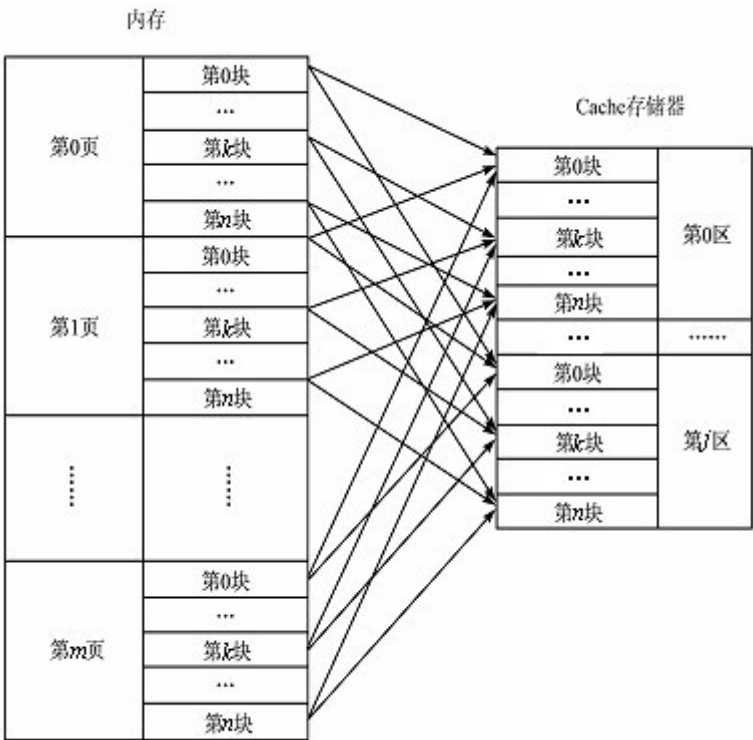 内存
第0页
第0块
...
第k块
...
第n块
第1页
第0块
...
第k块
...
第n块
......
......
第m页
第0块
...
第k块
...
第n块
Cache存储器
第0块
...
第k块
...
第n块
第0区
...
......
第0块
...
第k块
...
第n块
第j区